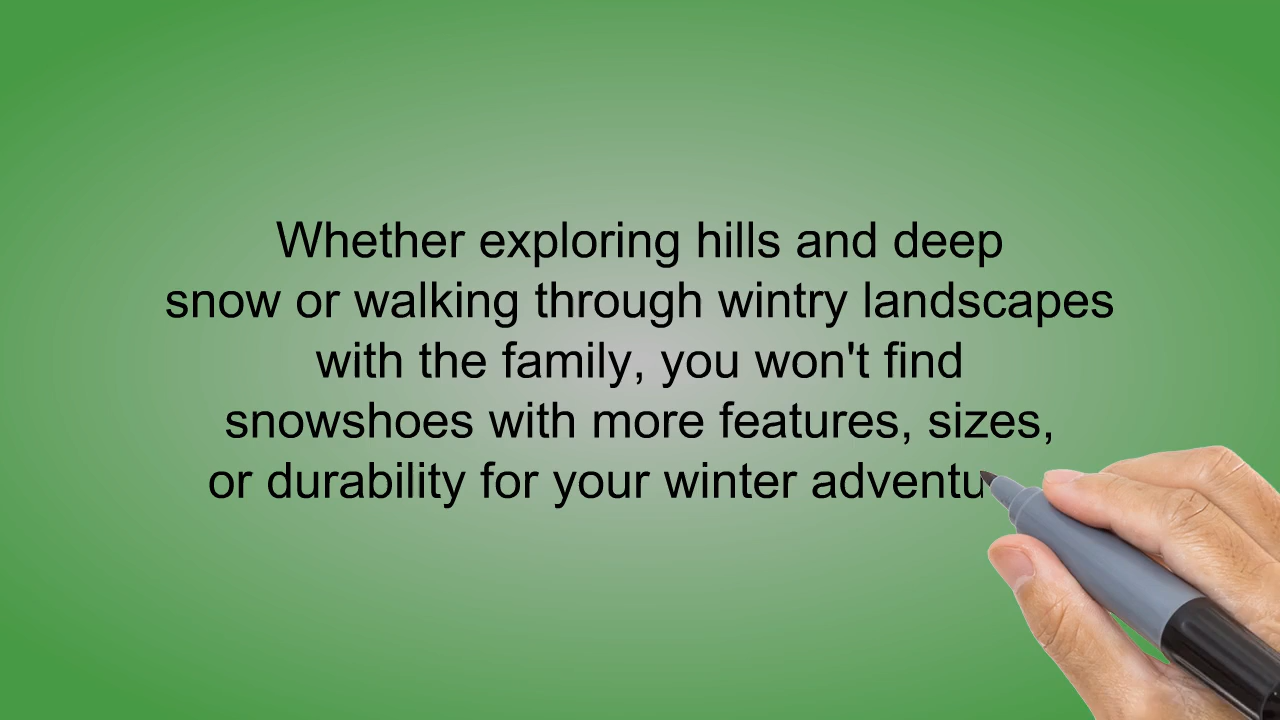 Whether exploring hills and deep
snow or walking through wintry landscapes
with the family, you won't find
snowshoes with more features, sizes,
or durability for your winter adventu